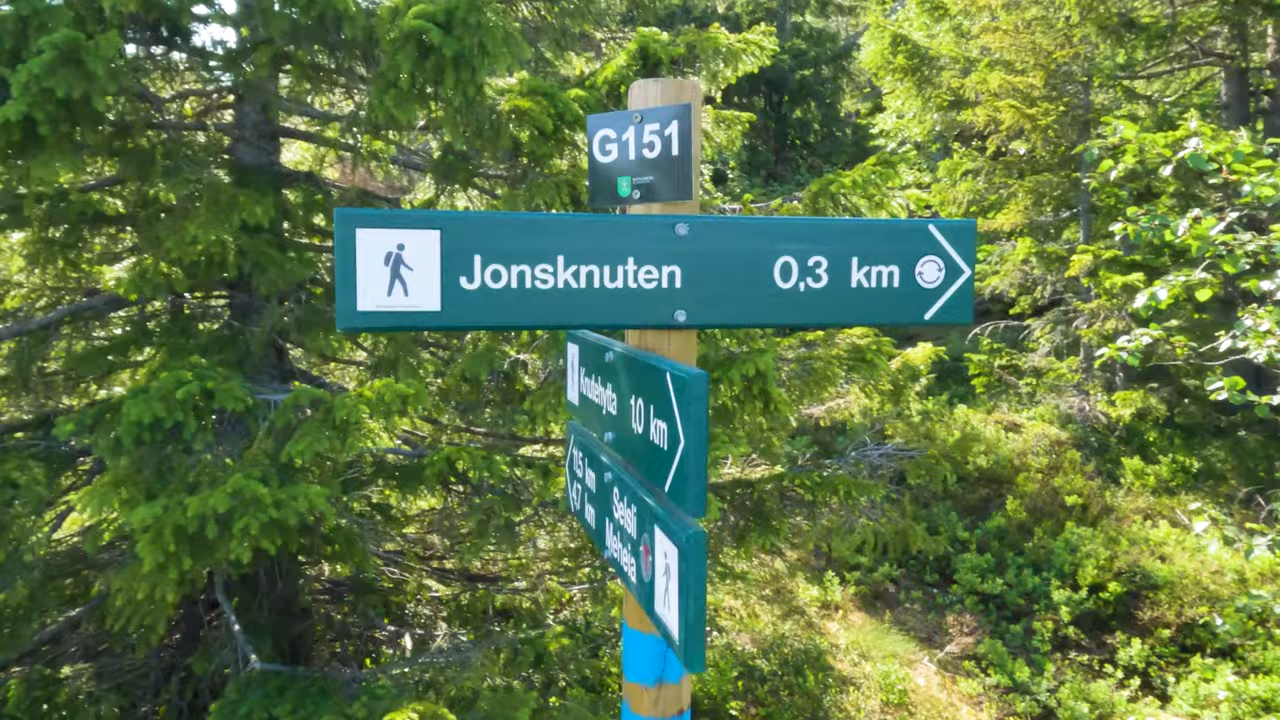 G151
Jonsknuten 0,3 km
Knutehytta 1,0 km
11,5 km Selsli
4,7 km Meheia